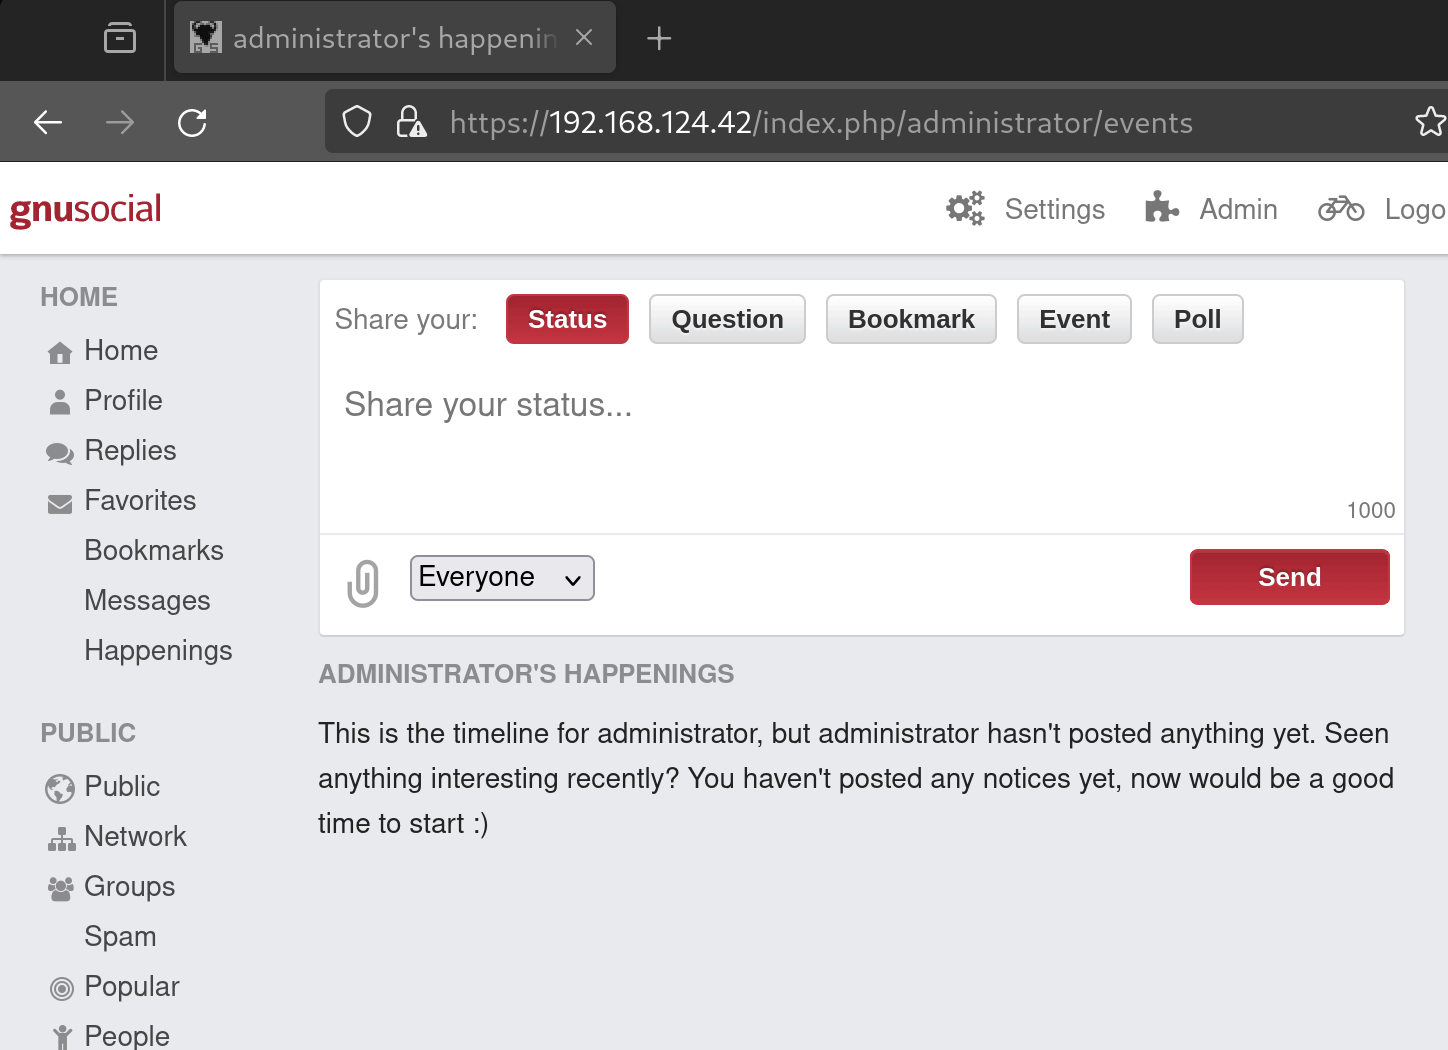 administrator's happenin
https://192.168.124.42/index.php/administrator/events
gnusocial
Settings
Admin
Logo
HOME
Home
Profile
Replies
Favorites
Bookmarks
Messages
Happenings
PUBLIC
Public
Network
Groups
Spam
Popular
People
Share your:
Status
Question
Bookmark
Event
Poll
Share your status...
1000
Everyone
Send
ADMINISTRATOR'S HAPPENINGS
This is the timeline for administrator, but administrator hasn't posted anything yet. Seen
anything interesting recently? You haven't posted any notices yet, now would be a good
time to start :)